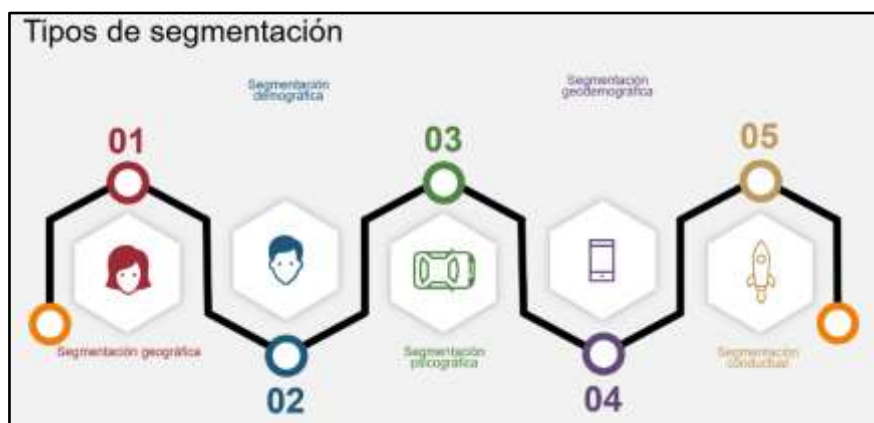 Tipos de segmentación
Segmentación
demográfica
Segmentación
geodemográfica
01
03
05
Segmentación geográfica
Segmentación
psicográfica
Segmentación
conductual
02
04